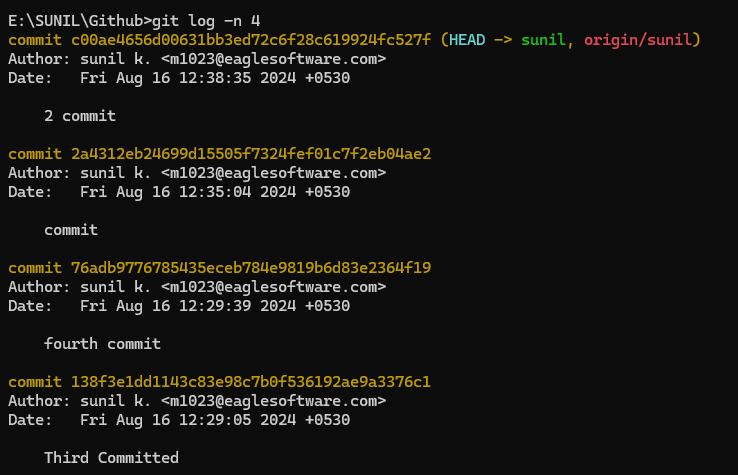 E:\SUNIL\Github>git log -n 4
commit c00ae4656d00631bb3ed72c6f28c619924fc527f (HEAD -> sunil, origin/sunil)
Author: sunil k. <m1023@eaglesoftware.com>
Date:   Fri Aug 16 12:38:35 2024 +0530
2 commit
commit 2a4312eb24699d15505f7324fef01c7f2eb04ae2
Author: sunil k. <m1023@eaglesoftware.com>
Date:   Fri Aug 16 12:35:04 2024 +0530
commit
commit 76adb9776785435eceb784e9819b6d83e2364f19
Author: sunil k. <m1023@eaglesoftware.com>
Date:   Fri Aug 16 12:29:39 2024 +0530
fourth commit
commit 138f3e1dd1143c83e98c7b0f536192ae9a3376c1
Author: sunil k. <m1023@eaglesoftware.com>
Date:   Fri Aug 16 12:29:05 2024 +0530
Third Committed